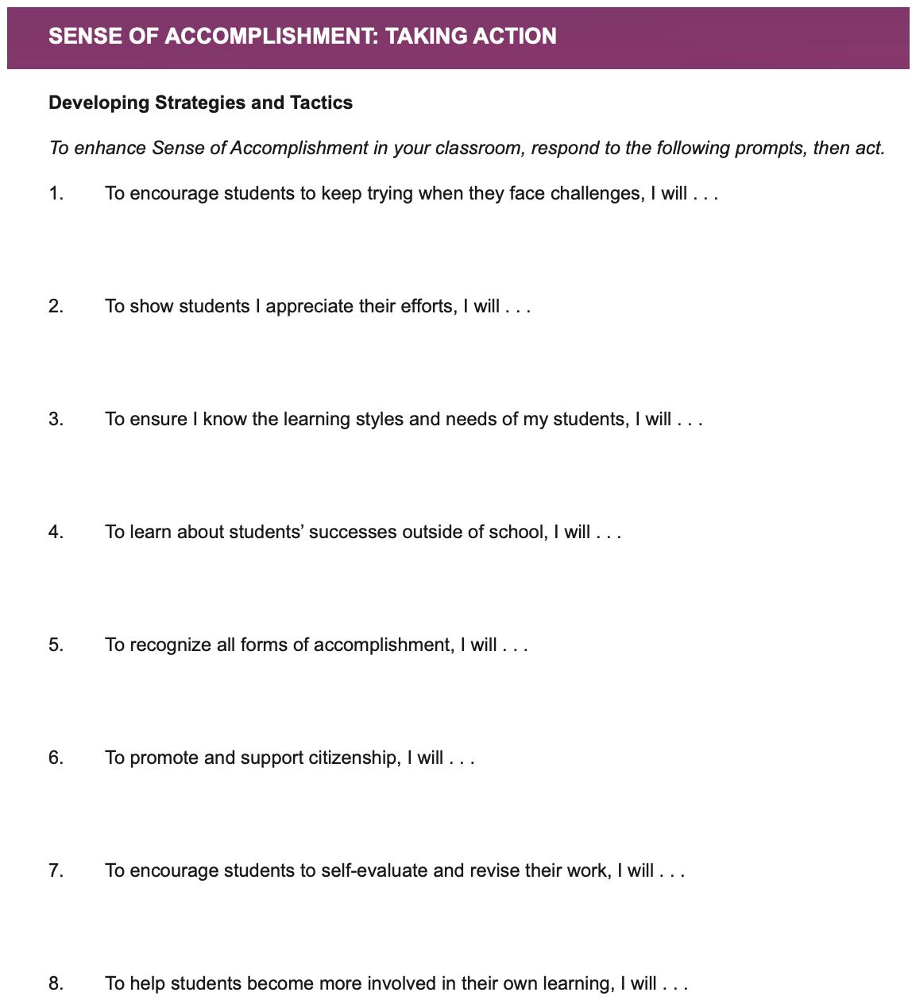 SENSE OF ACCOMPLISHMENT: TAKING ACTION
Developing Strategies and Tactics
To enhance Sense of Accomplishment in your classroom, respond to the following prompts, then act.
1. To encourage students to keep trying when they face challenges, I will . . .
2. To show students I appreciate their efforts, I will . . .
3. To ensure I know the learning styles and needs of my students, I will . . .
4. To learn about students’ successes outside of school, I will . . .
5. To recognize all forms of accomplishment, I will . . .
6. To promote and support citizenship, I will . . .
7. To encourage students to self-evaluate and revise their work, I will . . .
8. To help students become more involved in their own learning, I will . . .